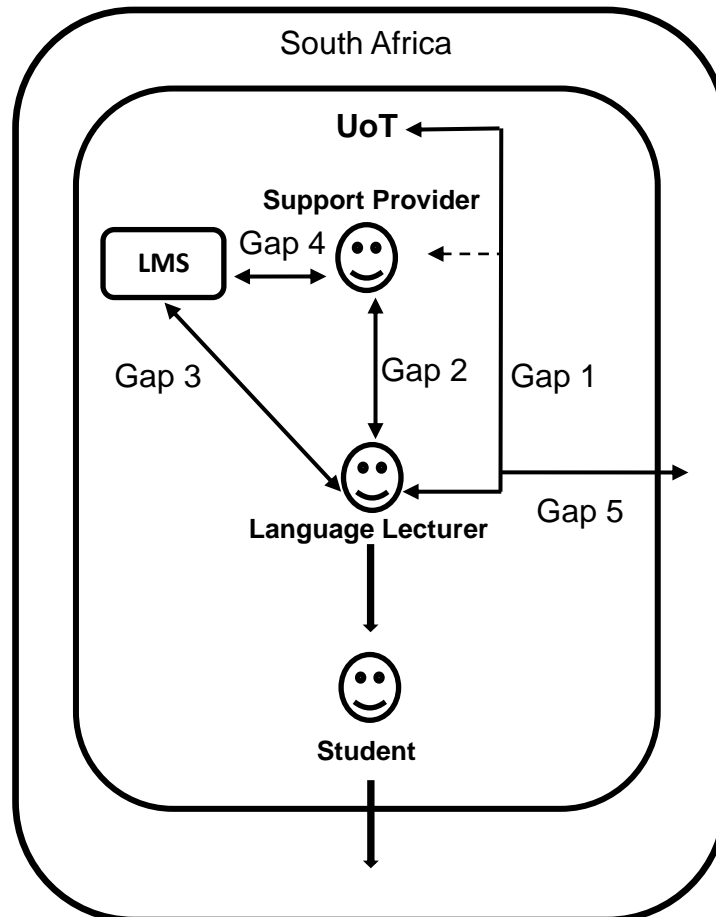 South Africa
UoT
Support Provider
Gap 4
LMS
Gap 3
Gap 2
Gap 1
Gap 5
Language Lecturer
Student